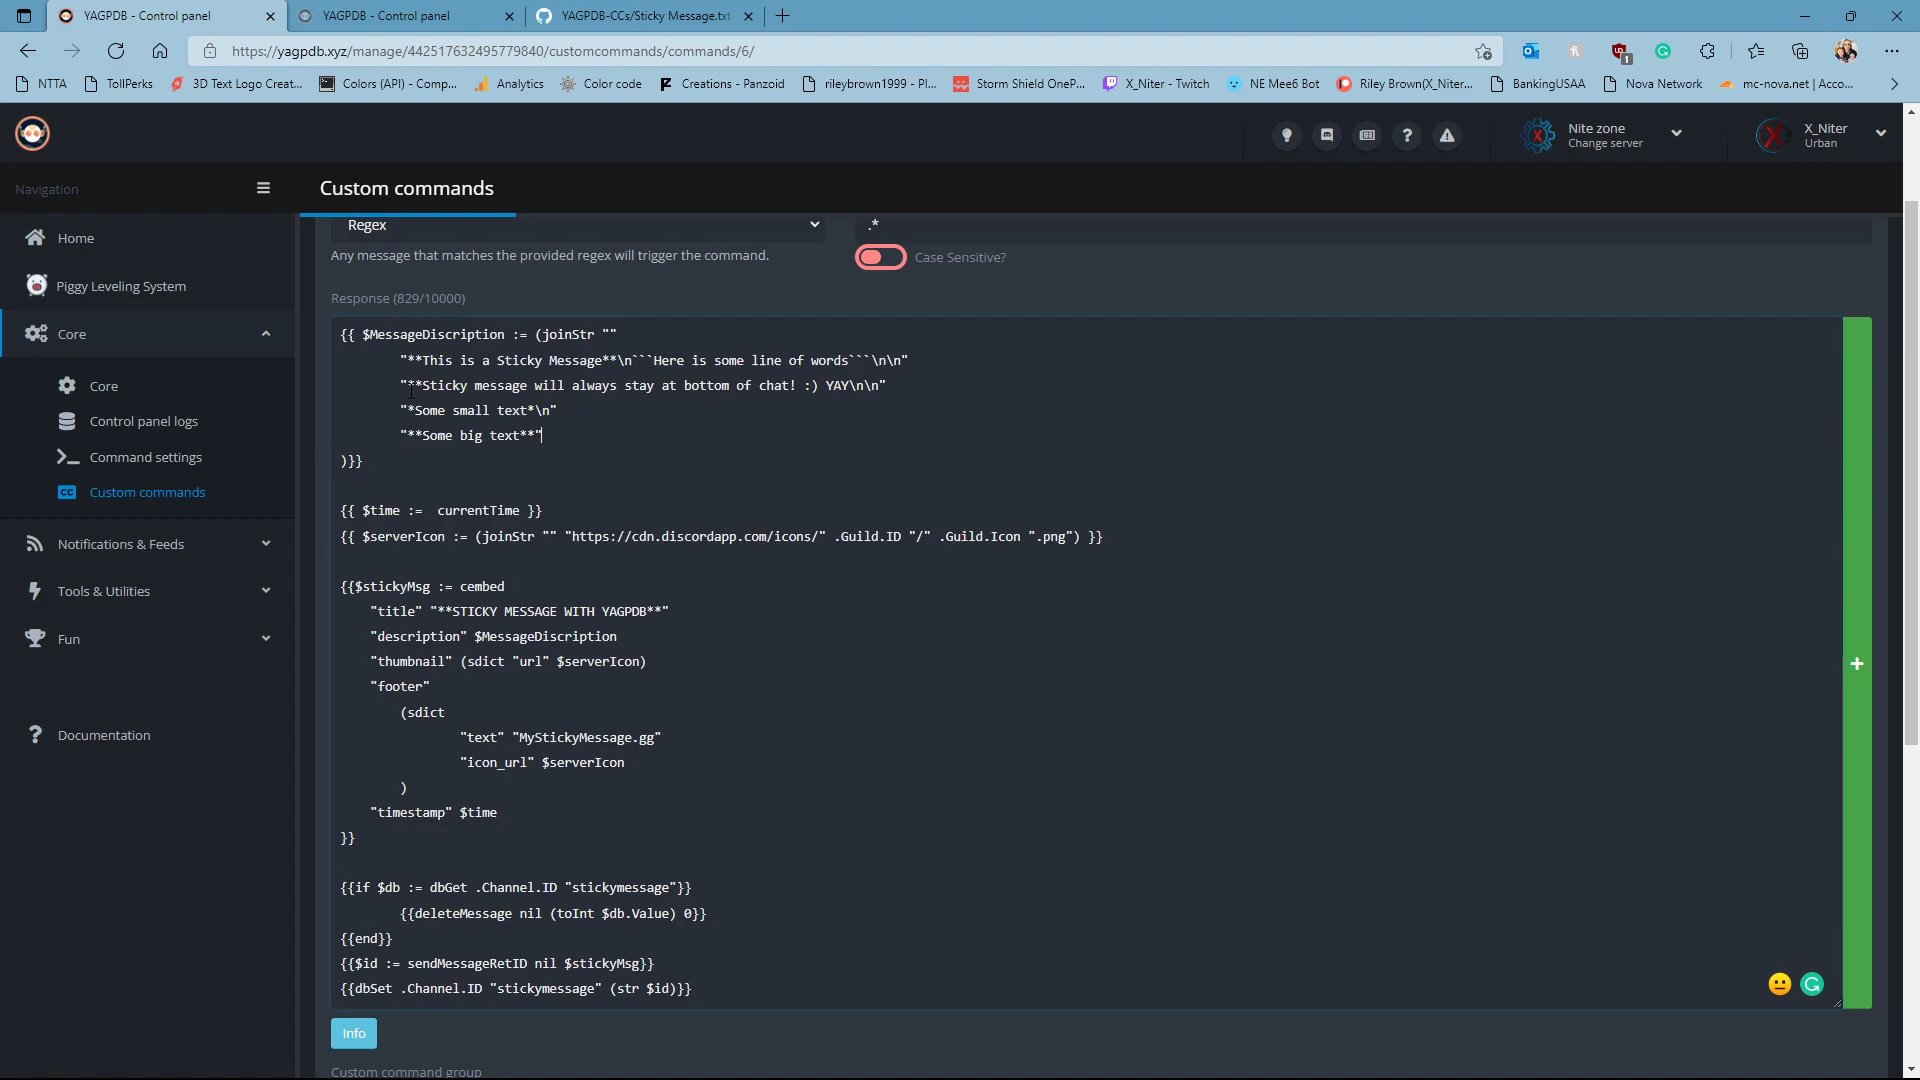 YAGPDB - Control panel
YAGPDB - Control panel
YAGPDB-CCs/Sticky Message.txt
https://yagpdb.xyz/manage/442517632495779840/customcommands/commands/6/
NTTA
TollPerks
3D Text Logo Creat...
Colors (API) - Comp...
Analytics
Color code
Creations - Panzoid
rileybrown1999 - Pl...
Storm Shield OneP...
X_Niter - Twitch
NE Mee6 Bot
Riley Brown(X_Niter...
BankingUSAA
Nova Network
mc-nova.net | Acco...
Nite zone
Change server
X_Niter
Urban
Navigation
Custom commands
Home
Piggy Leveling System
Core
Core
Control panel logs
Command settings
Custom commands
Notifications & Feeds
Tools & Utilities
Fun
Documentation
Regex
.*
Any message that matches the provided regex will trigger the command.
Case Sensitive?
Response (829/10000)
{{ $MessageDiscription := (joinStr ""
"**This is a Sticky Message**\n```Here is some line of words```\n\n"
"**Sticky message will always stay at bottom of chat! :) YAY\n\n"
"*Some small text*\n"
"**Some big text**"
)}}
{{ $time :=  currentTime }}
{{ $serverIcon := (joinStr "" "https://cdn.discordapp.com/icons/" .Guild.ID "/" .Guild.Icon ".png") }}
{{$stickyMsg := cembed
"title" "**STICKY MESSAGE WITH YAGPDB**"
"description" $MessageDiscription
"thumbnail" (sdict "url" $serverIcon)
"footer"
(sdict
"text" "MyStickyMessage.gg"
"icon_url" $serverIcon
)
"timestamp" $time
}}
{{if $db := dbGet .Channel.ID "stickymessage"}}
{{deleteMessage nil (toInt $db.Value) 0}}
{{end}}
{{$id := sendMessageRetID nil $stickyMsg}}
{{dbSet .Channel.ID "stickymessage" (str $id)}}
Info
Custom command group